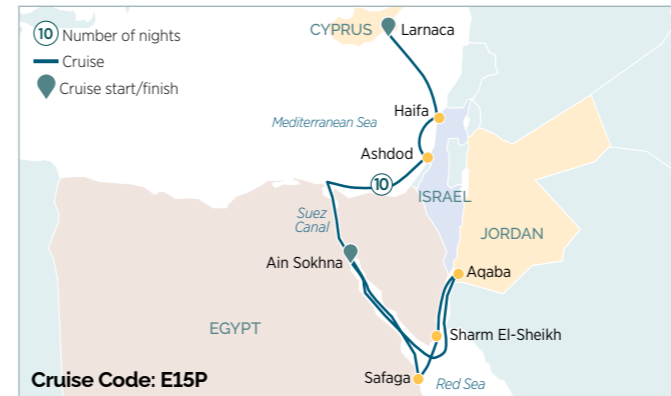 10 Number of nights
Cruise
Cruise start/finish
CYPRUS
Larnaca
Haifa
Mediterranean Sea
Ashdod
10
ISRAEL
Suez
Canal
JORDAN
Ain Sokhna
Aqaba
EGYPT
Sharm El-Sheikh
Safaga
Red Sea
Cruise Code: E15P